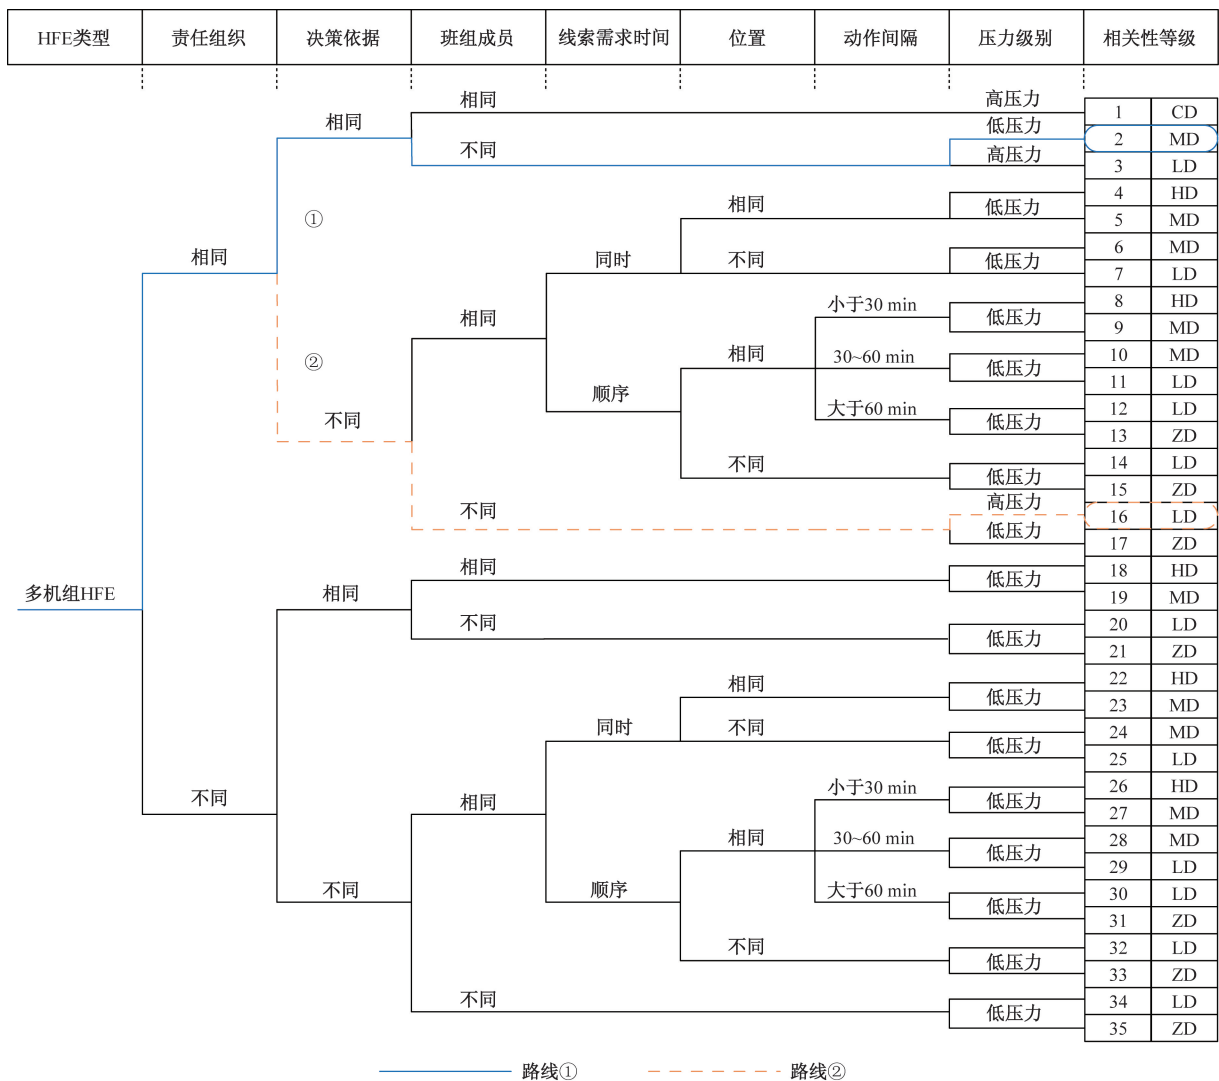 HFE类型 责任组织 决策依据 班组成员 线索需求时间 位置 动作间隔 压力级别 相关性等级
相同 高压力
1 CD
相同 低压力
2 MD
不同 高压力
3 LD
4 HD
相同 低压力
5 MD
①
6 MD
相同 同时 不同 低压力
7 LD
小于30 min
8 HD
相同 低压力
9 MD
相同 30~60 min
10 MD
② 低压力
11 LD
顺序 大于60 min
12 LD
不同 低压力
13 ZD
不同
14 LD
低压力
15 ZD
高压力
不同
16 LD
低压力
17 ZD
相同
18 HD
低压力
多机组HFE 相同
19 MD
不同
20 LD
低压力
21 ZD
相同
22 HD
低压力
23 MD
同时 不同
24 MD
低压力
25 LD
小于30 min
26 HD
不同 相同 低压力
27 MD
相同 30~60 min
28 MD
低压力
29 LD
不同 顺序 大于60 min
30 LD
低压力
31 ZD
不同
32 LD
低压力
33 ZD
不同
34 LD
低压力
35 ZD
路线① 路线②